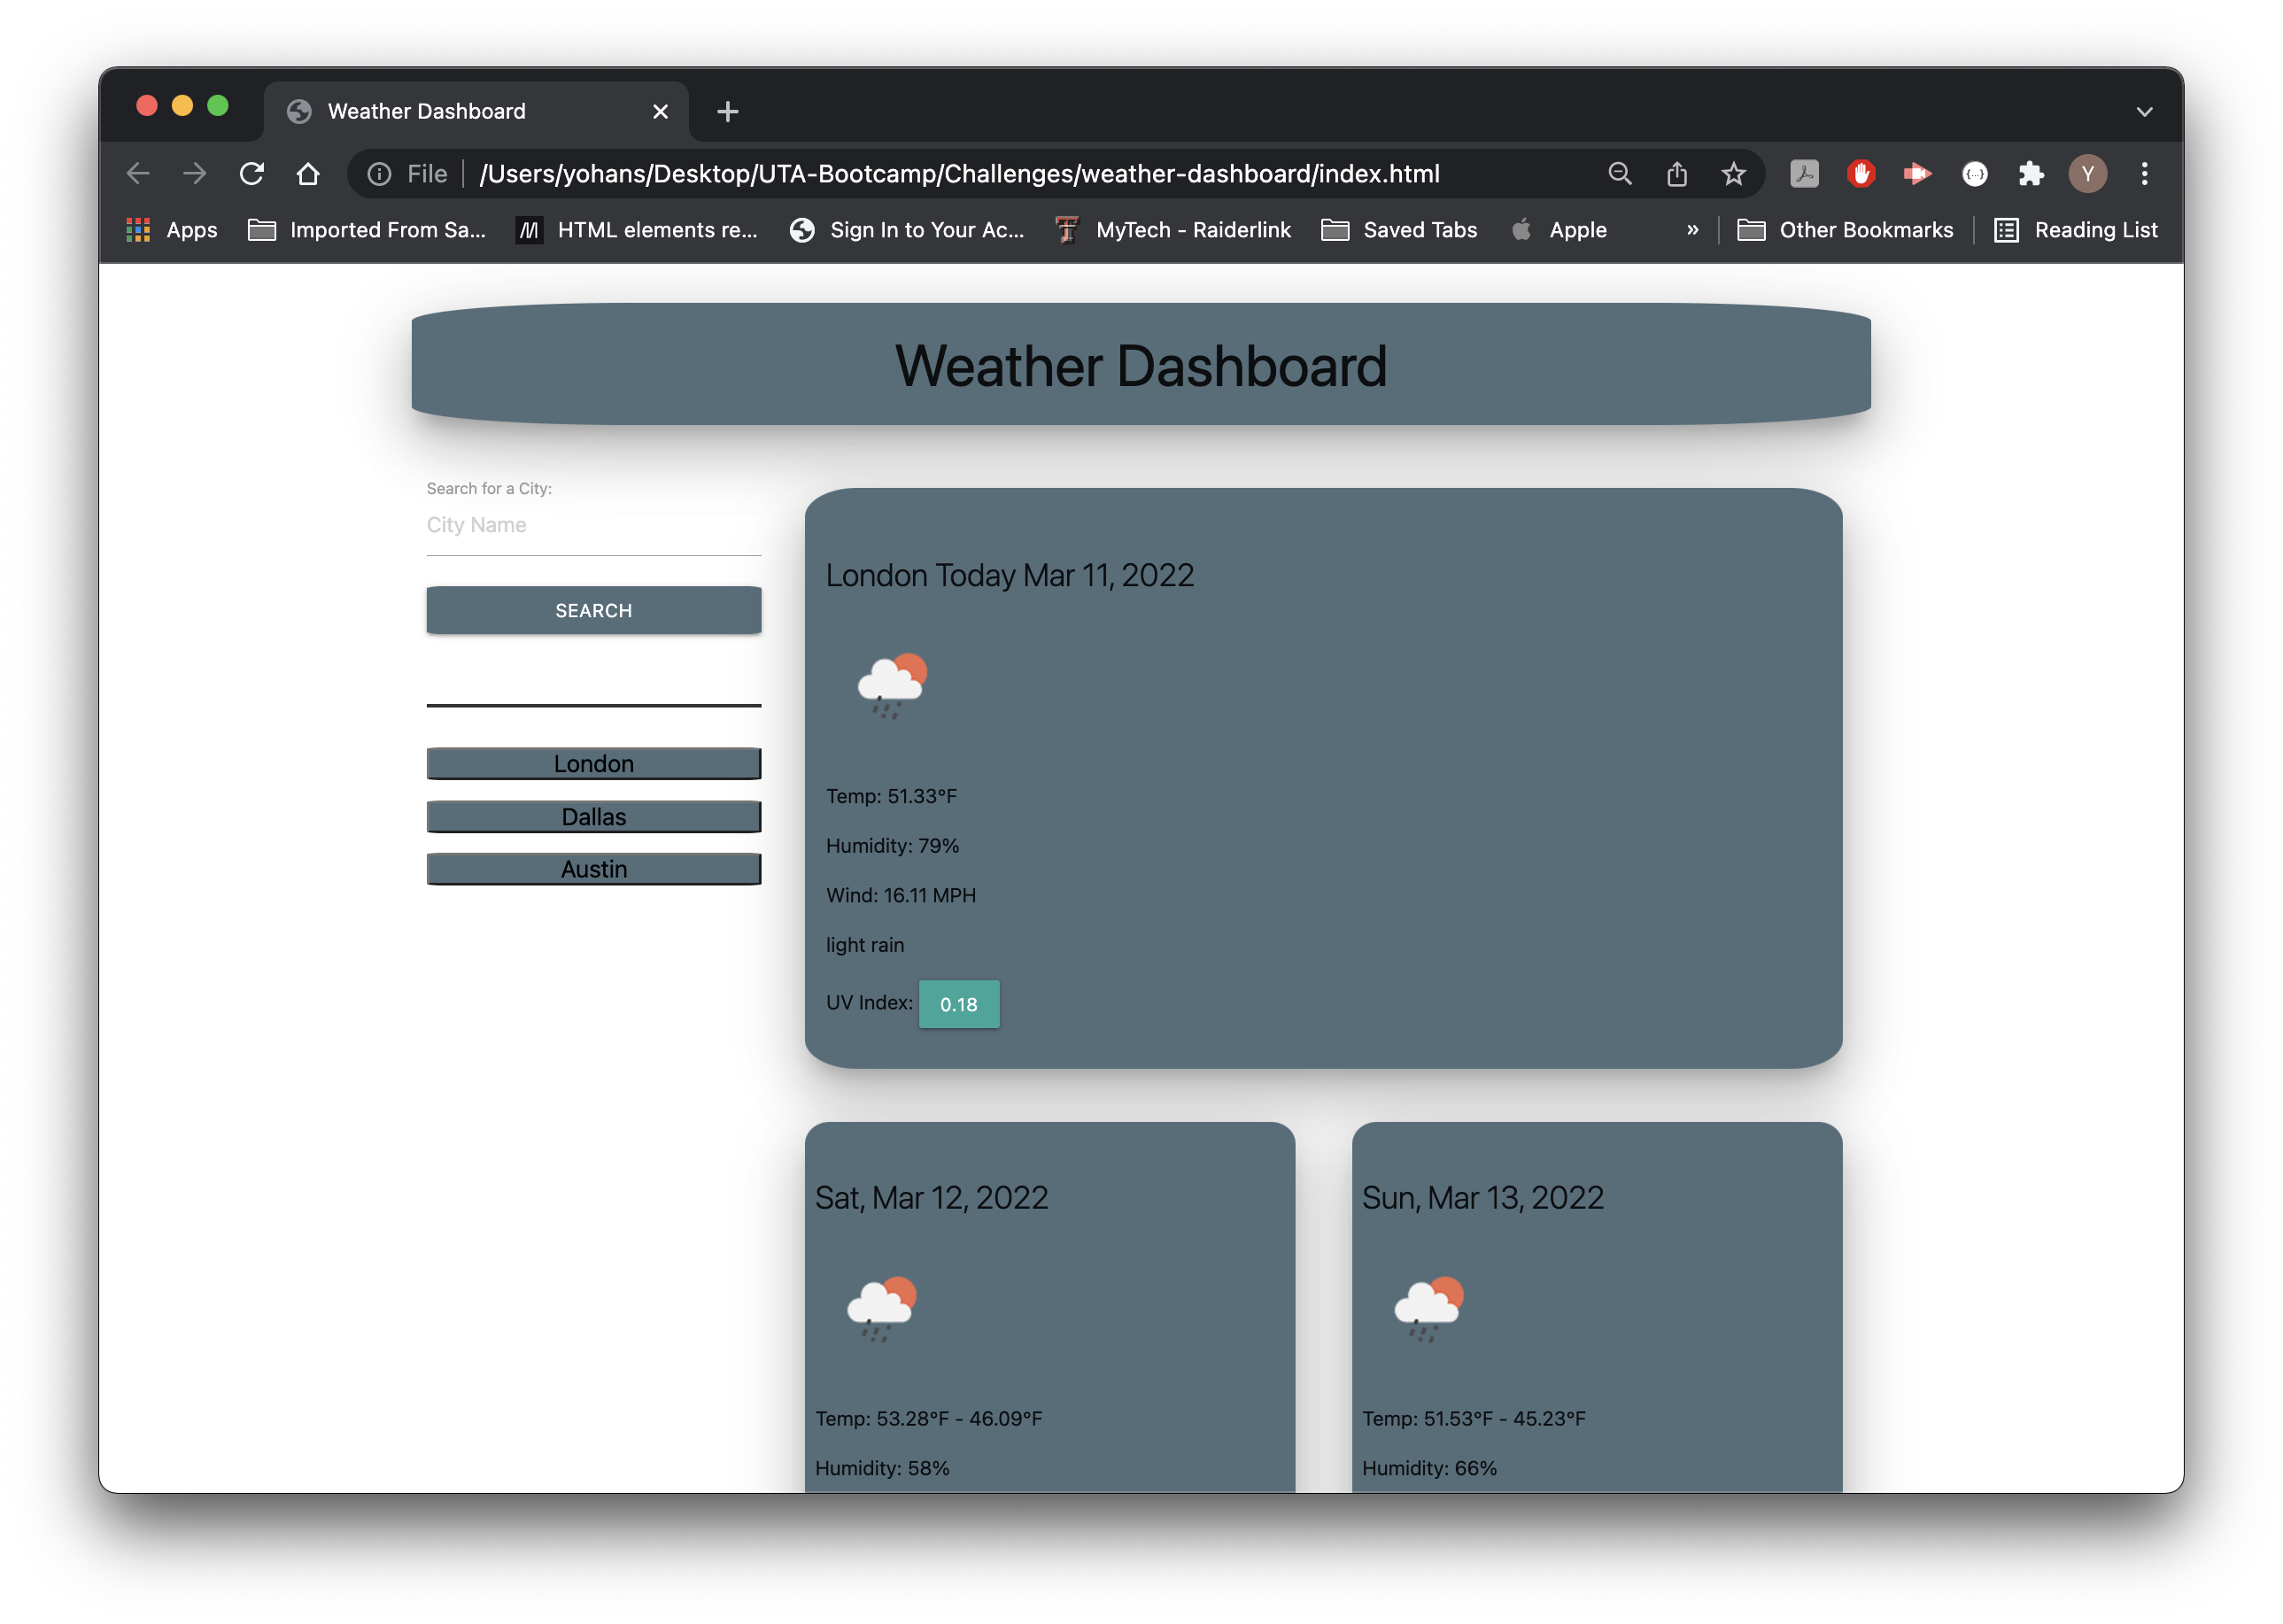 Weather Dashboard
File /Users/yohans/Desktop/UTA-Bootcamp/Challenges/weather-dashboard/index.html
Y
Apps Imported From Sa... HTML elements re... Sign In to Your Ac... MyTech - Raiderlink Saved Tabs Apple » Other Bookmarks Reading List
Weather Dashboard
Search for a City:
City Name
SEARCH
London
Dallas
Austin
London Today Mar 11, 2022
Temp: 51.33°F
Humidity: 79%
Wind: 16.11 MPH
light rain
UV Index: 0.18
Sat, Mar 12, 2022
Temp: 53.28°F - 46.09°F
Humidity: 58%
Sun, Mar 13, 2022
Temp: 51.53°F - 45.23°F
Humidity: 66%